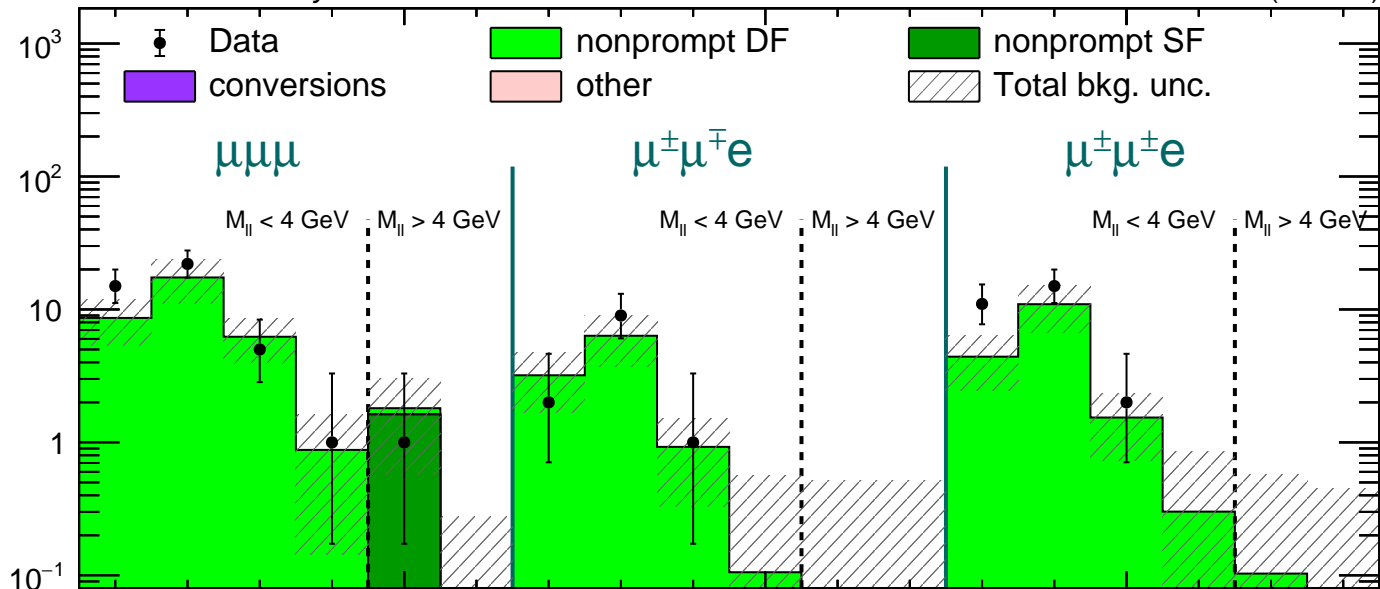 Data nonprompt DF nonprompt SF
conversions other Total bkg. unc.
μμμ μ±μ∓e μ±μ±e
M_ll < 4 GeV M_ll > 4 GeV M_ll < 4 GeV M_ll > 4 GeV M_ll < 4 GeV M_ll > 4 GeV
10³
10²
10
1
10⁻¹